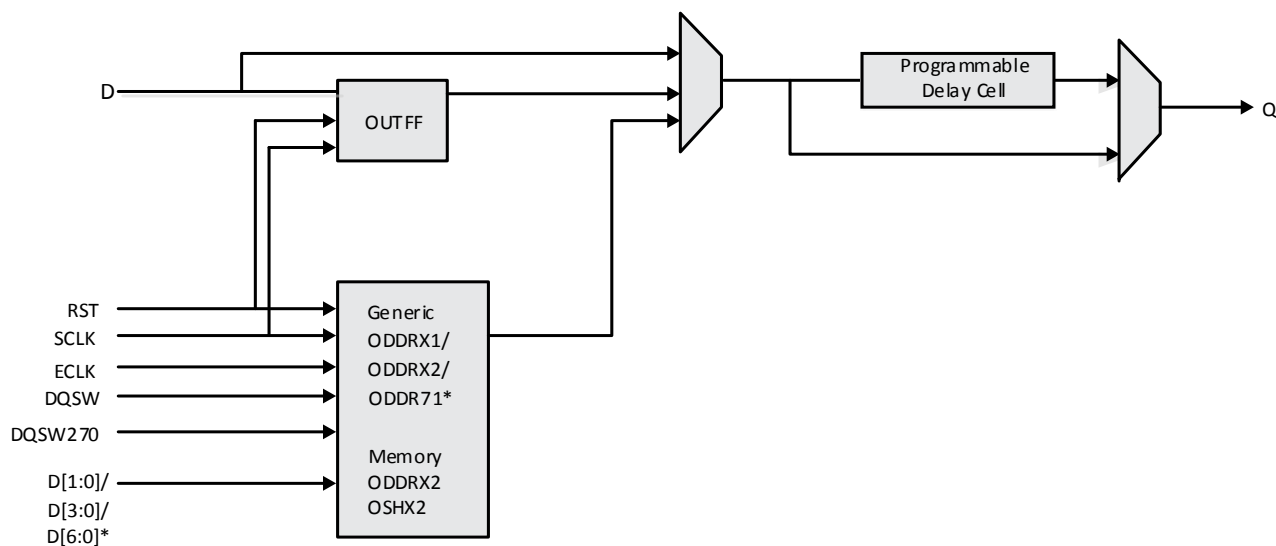 Programmable
Delay Cell
D
Q
OUTFF
RST
SCLK
ECLK
DQSW
DQSW270
D[1:0]/
D[3:0]/
D[6:0]*
Generic
ODDRX1/
ODDRX2/
ODDR71*
Memory
ODDRX2
OSHX2